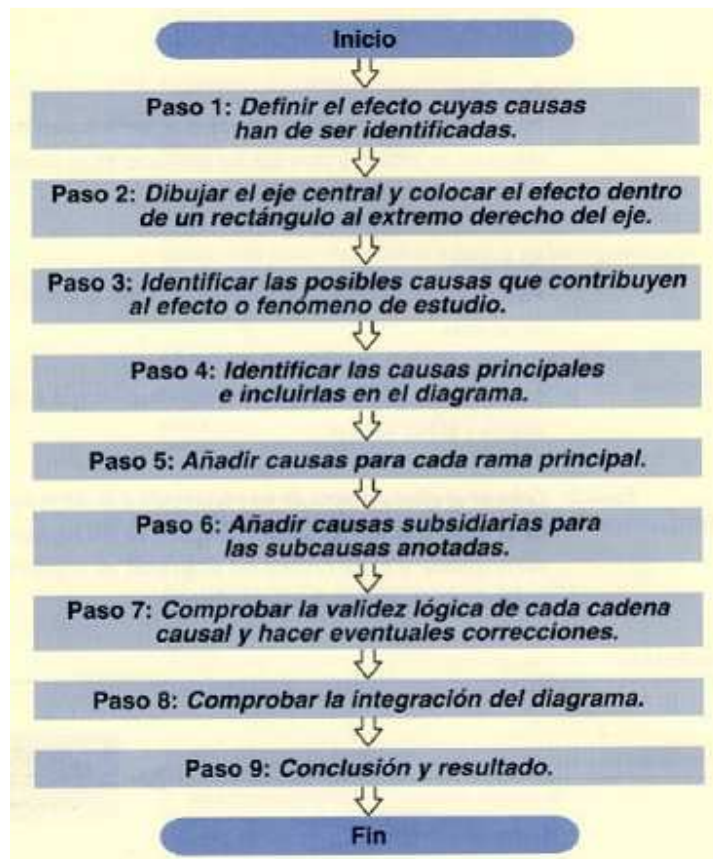 Inicio
Paso 1: Definir el efecto cuyas causas
han de ser identificadas.
Paso 2: Dibujar el eje central y colocar el efecto dentro
de un rectángulo al extremo derecho del eje.
Paso 3: Identificar las posibles causas que contribuyen
al efecto o fenómeno de estudio.
Paso 4: Identificar las causas principales
e incluirlas en el diagrama.
Paso 5: Añadir causas para cada rama principal.
Paso 6: Añadir causas subsidiarias para
las subcausas anotadas.
Paso 7: Comprobar la validez lógica de cada cadena
causal y hacer eventuales correcciones.
Paso 8: Comprobar la integración del diagrama.
Paso 9: Conclusión y resultado.
Fin